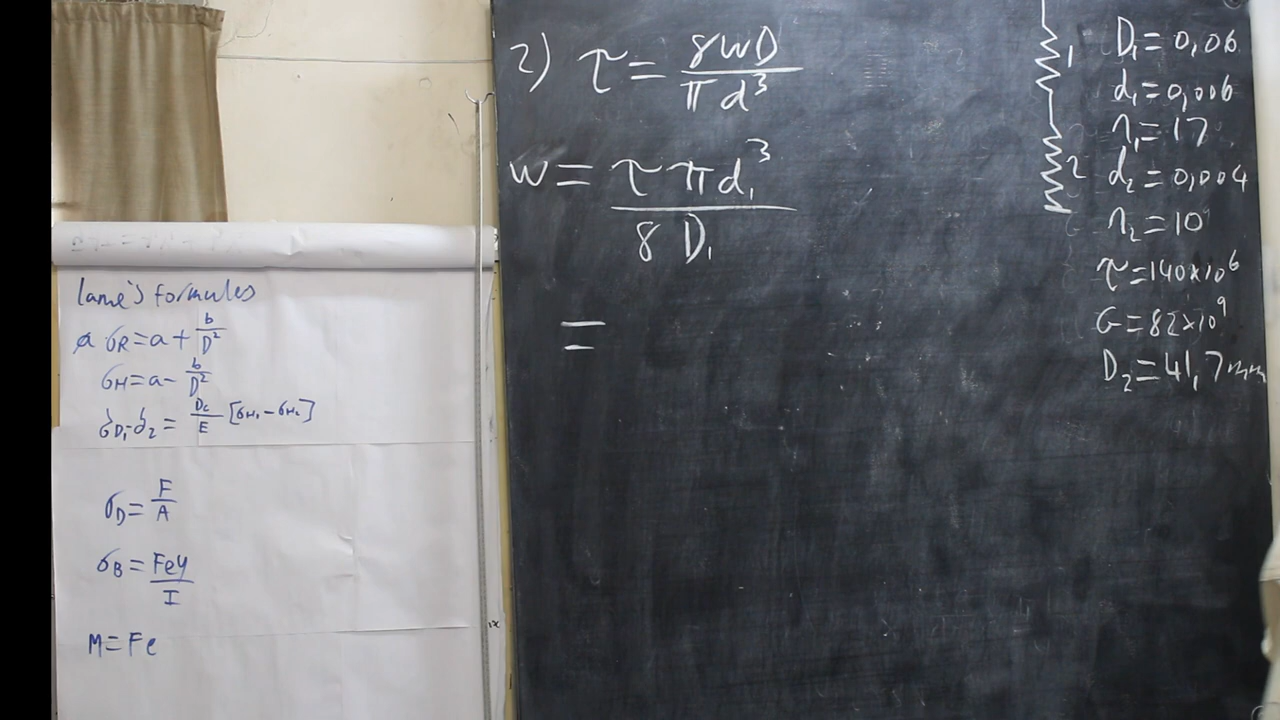 Lame's formules
σR = a + b/D²
σH = a - b/D²
δD₁-δ₂ = Dc/E [σH₁ - σH₂]
σD = F/A
σB = Fey/I
M = Fe
2) τ = 8WD/πd³
W = τπd₁³/8D₁
=
1
2
D₁ = 0,06
d₁ = 0,006
n₁ = 17
d₂ = 0,004
n₂ = 10
τ = 140×10⁶
G = 82×10⁹
D₂ = 41,7mm